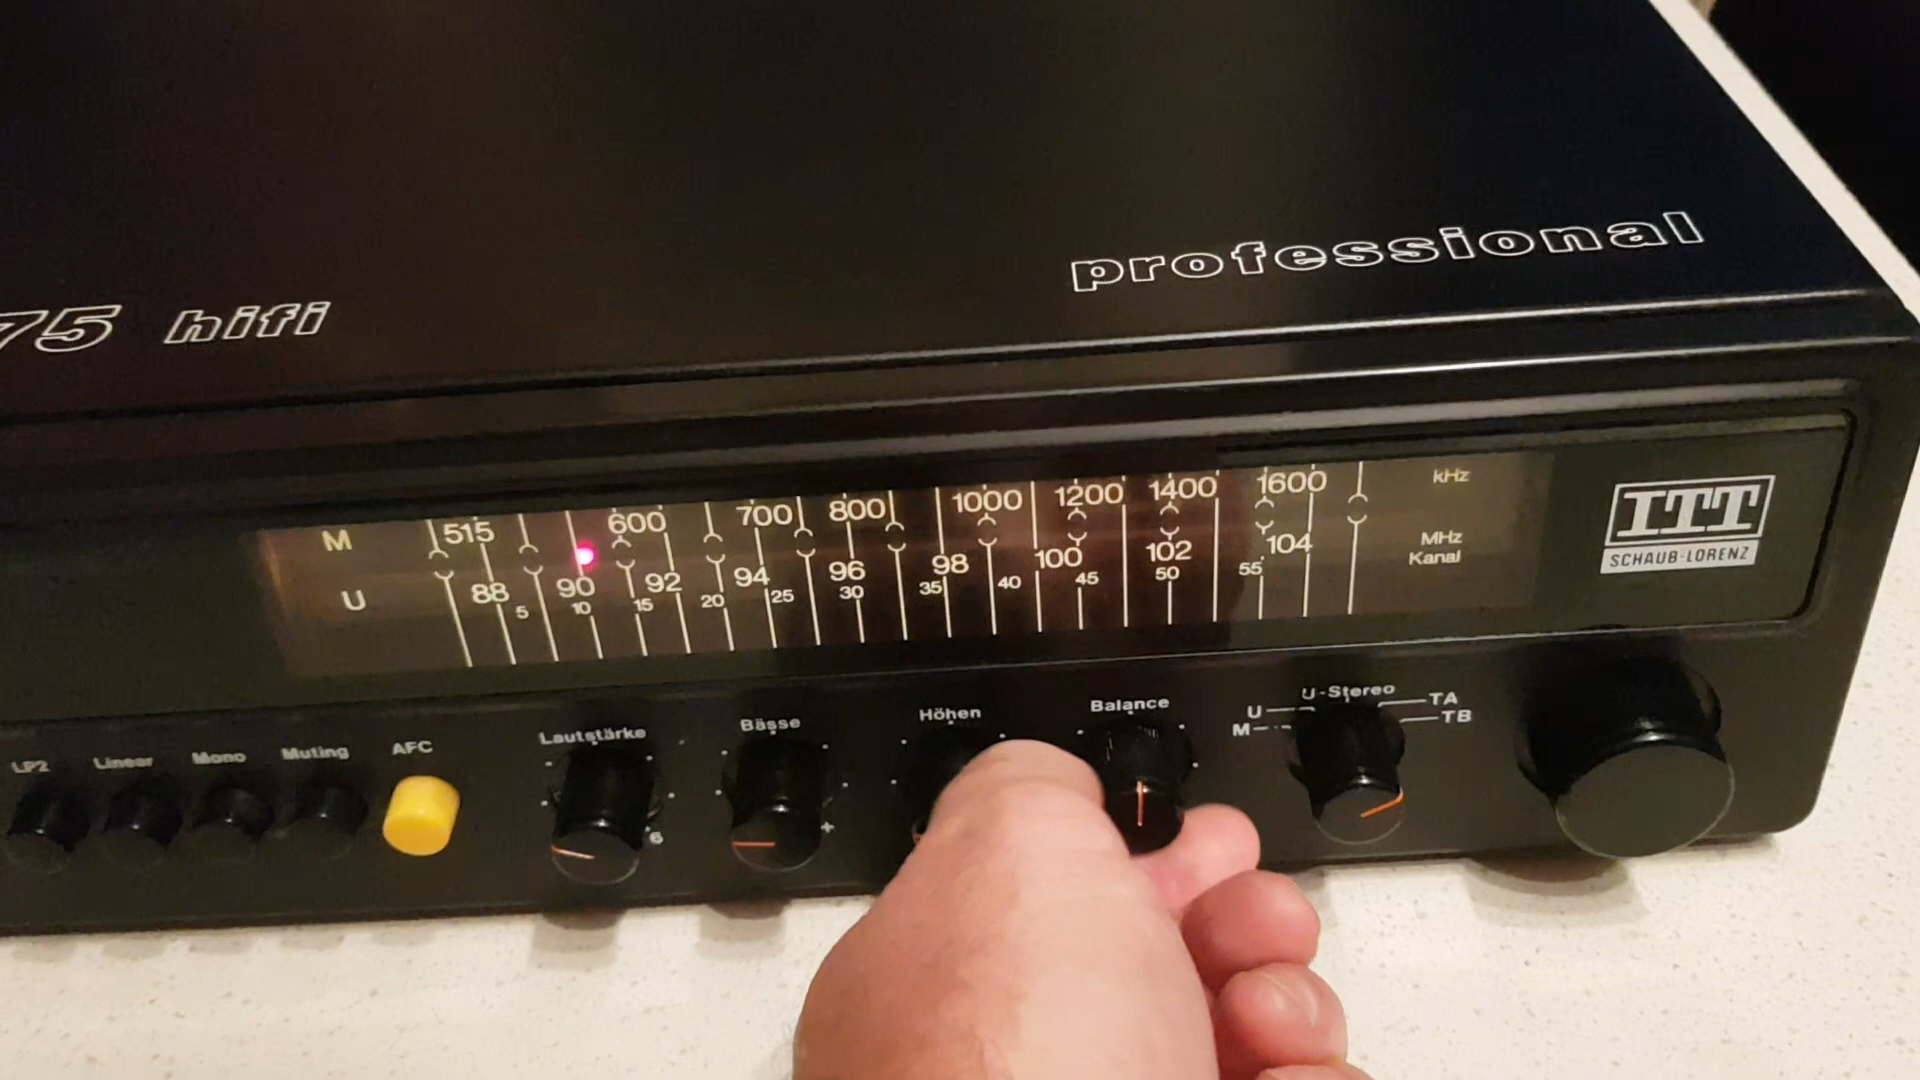 professional
75 hifi
M 515 600 700 800 1000 1200 1400 1600 kHz
MHz
U 88 90 92 94 96 98 100 102 104
Kanal
5 10 15 20 25 30 35 40 45 50 55
ITT
SCHAUB-LORENZ
LP2 Linear Mono Muting AFC Lautstärke Bässe Höhen Balance
U-Stereo
U TA
M TB
6 +